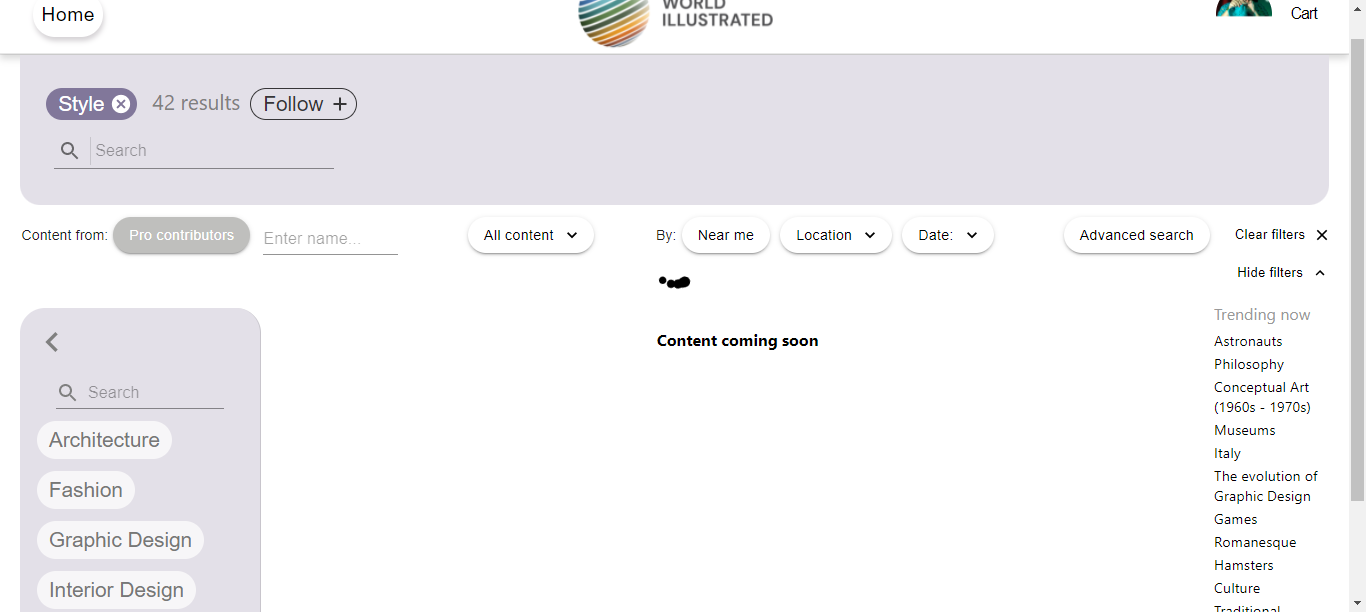 Home
WORLD
ILLUSTRATED
Cart
Style
42 results
Follow +
Search
Content from:
Pro contributors
Enter name...
All content
By:
Near me
Location
Date:
Advanced search
Clear filters
Hide filters
Content coming soon
Search
Architecture
Fashion
Graphic Design
Interior Design
Trending now
Astronauts
Philosophy
Conceptual Art
(1960s - 1970s)
Museums
Italy
The evolution of
Graphic Design
Games
Romanesque
Hamsters
Culture
Traditional